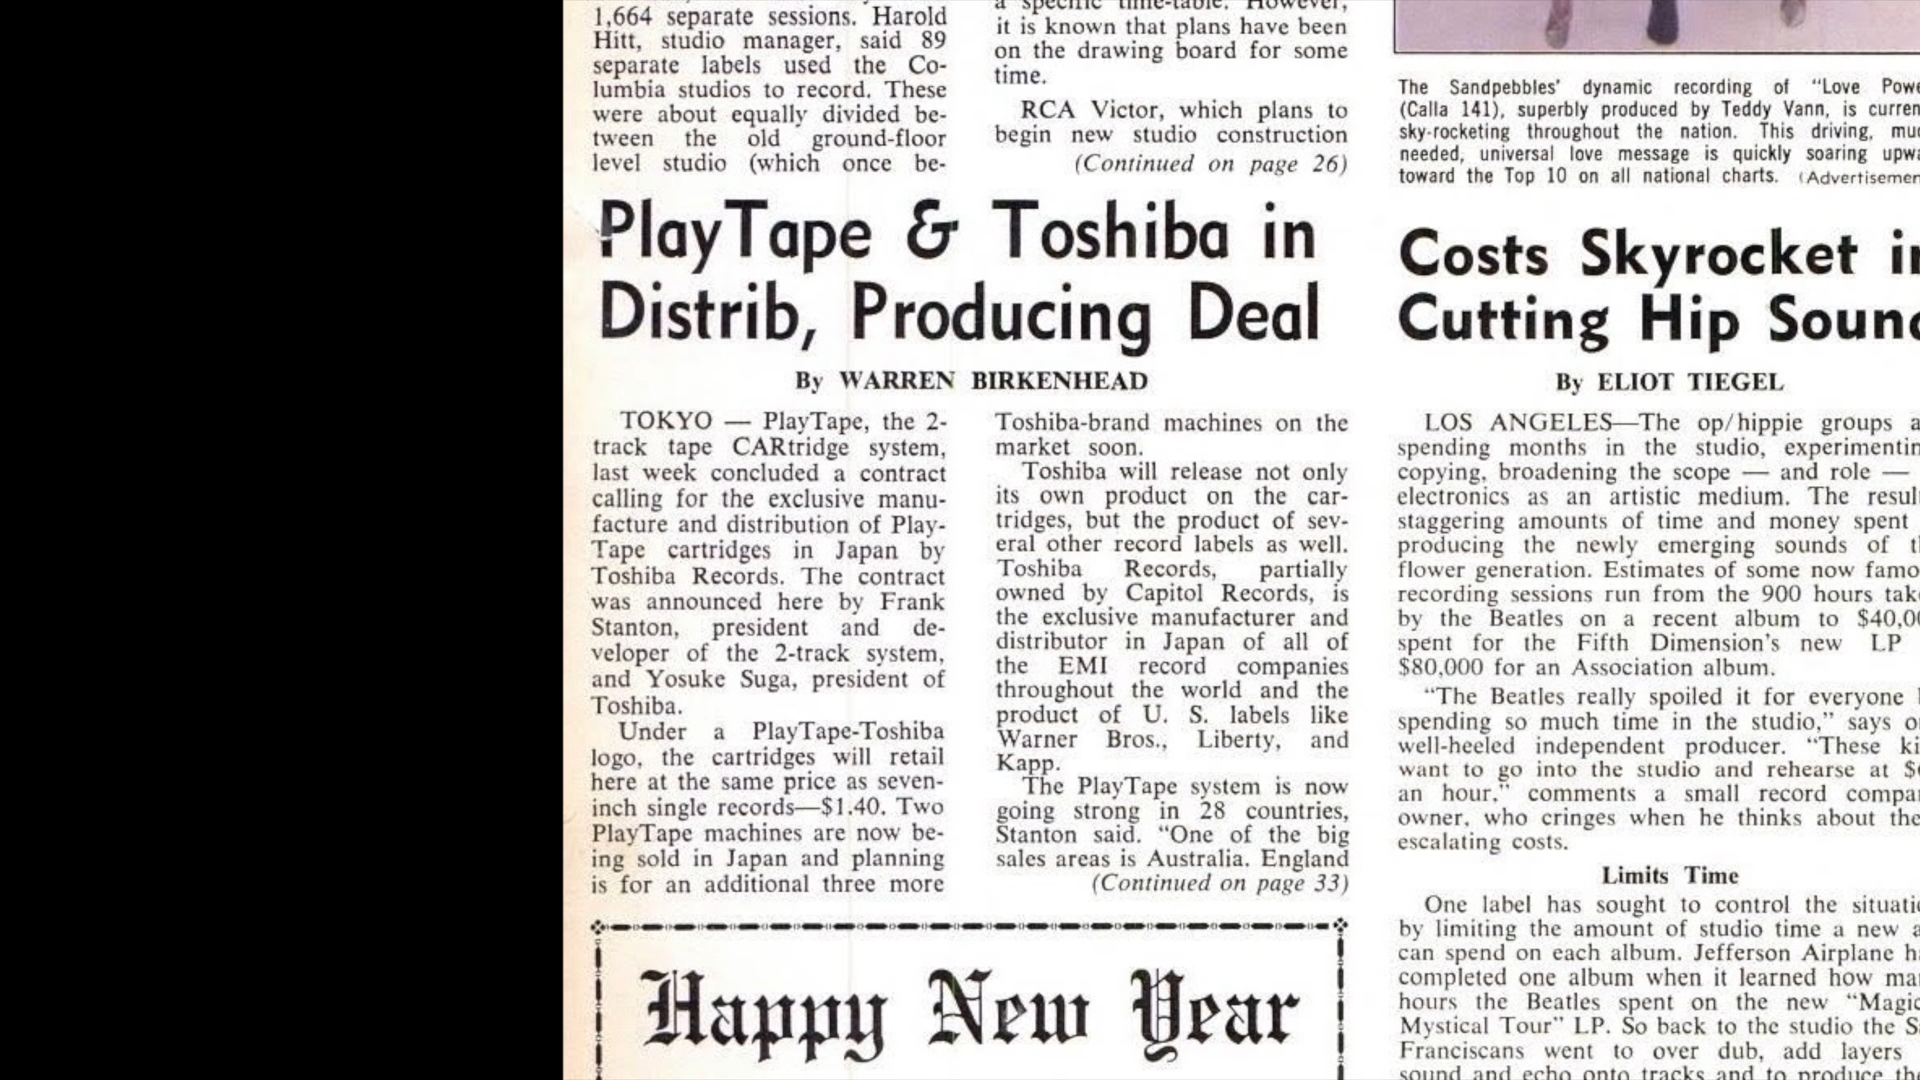 1,664 separate sessions. Harold
Hitt, studio manager, said 89
separate labels used the Co-
lumbia studios to record. These
were about equally divided be-
tween the old ground-floor
level studio (which once be-
a specific time-table. However,
it is known that plans have been
on the drawing board for some
time.
RCA Victor, which plans to
begin new studio construction
(Continued on page 26)
PlayTape & Toshiba in
Distrib, Producing Deal
By WARREN BIRKENHEAD
TOKYO — PlayTape, the 2-
track tape CARtridge system,
last week concluded a contract
calling for the exclusive manu-
facture and distribution of Play-
Tape cartridges in Japan by
Toshiba Records. The contract
was announced here by Frank
Stanton, president and de-
veloper of the 2-track system,
and Yosuke Suga, president of
Toshiba.
Under a PlayTape-Toshiba
logo, the cartridges will retail
here at the same price as seven-
inch single records—$1.40. Two
PlayTape machines are now be-
ing sold in Japan and planning
is for an additional three more
Toshiba-brand machines on the
market soon.
Toshiba will release not only
its own product on the car-
tridges, but the product of sev-
eral other record labels as well.
Toshiba Records, partially
owned by Capitol Records, is
the exclusive manufacturer and
distributor in Japan of all of
the EMI record companies
throughout the world and the
product of U. S. labels like
Warner Bros., Liberty, and
Kapp.
The PlayTape system is now
going strong in 28 countries,
Stanton said. “One of the big
sales areas is Australia. England
(Continued on page 33)
Happy New Year
The Sandpebbles’ dynamic recording of “Love
(Calla 141), superbly produced by Teddy Vann, is
sky-rocketing throughout the nation. This driving,
needed, universal love message is quickly soaring
toward the Top 10 on all national charts.
Costs Skyrocket
Cutting Hip
By ELIOT TIEGEL
LOS ANGELES—The op/hippie groups
spending months in the studio,
copying, broadening the scope — and role —
electronics as an artistic medium. The
staggering amounts of time and money spent
producing the newly emerging sounds of
flower generation. Estimates of some now
recording sessions run from the 900 hours
by the Beatles on a recent album to
spent for the Fifth Dimension’s new LP
$80,000 for an Association album.
“The Beatles really spoiled it for everyone
spending so much time in the studio,” says
well-heeled independent producer. “These
want to go into the studio and rehearse at
an hour,” comments a small record
owner, who cringes when he thinks about
escalating costs.
Limits Time
One label has sought to control the
by limiting the amount of studio time a new
can spend on each album. Jefferson Airplane
completed one album when it learned how
hours the Beatles spent on the new
Mystical Tour” LP. So back to the studio the
Franciscans went to over dub, add layers
sound and echo onto tracks and to produce